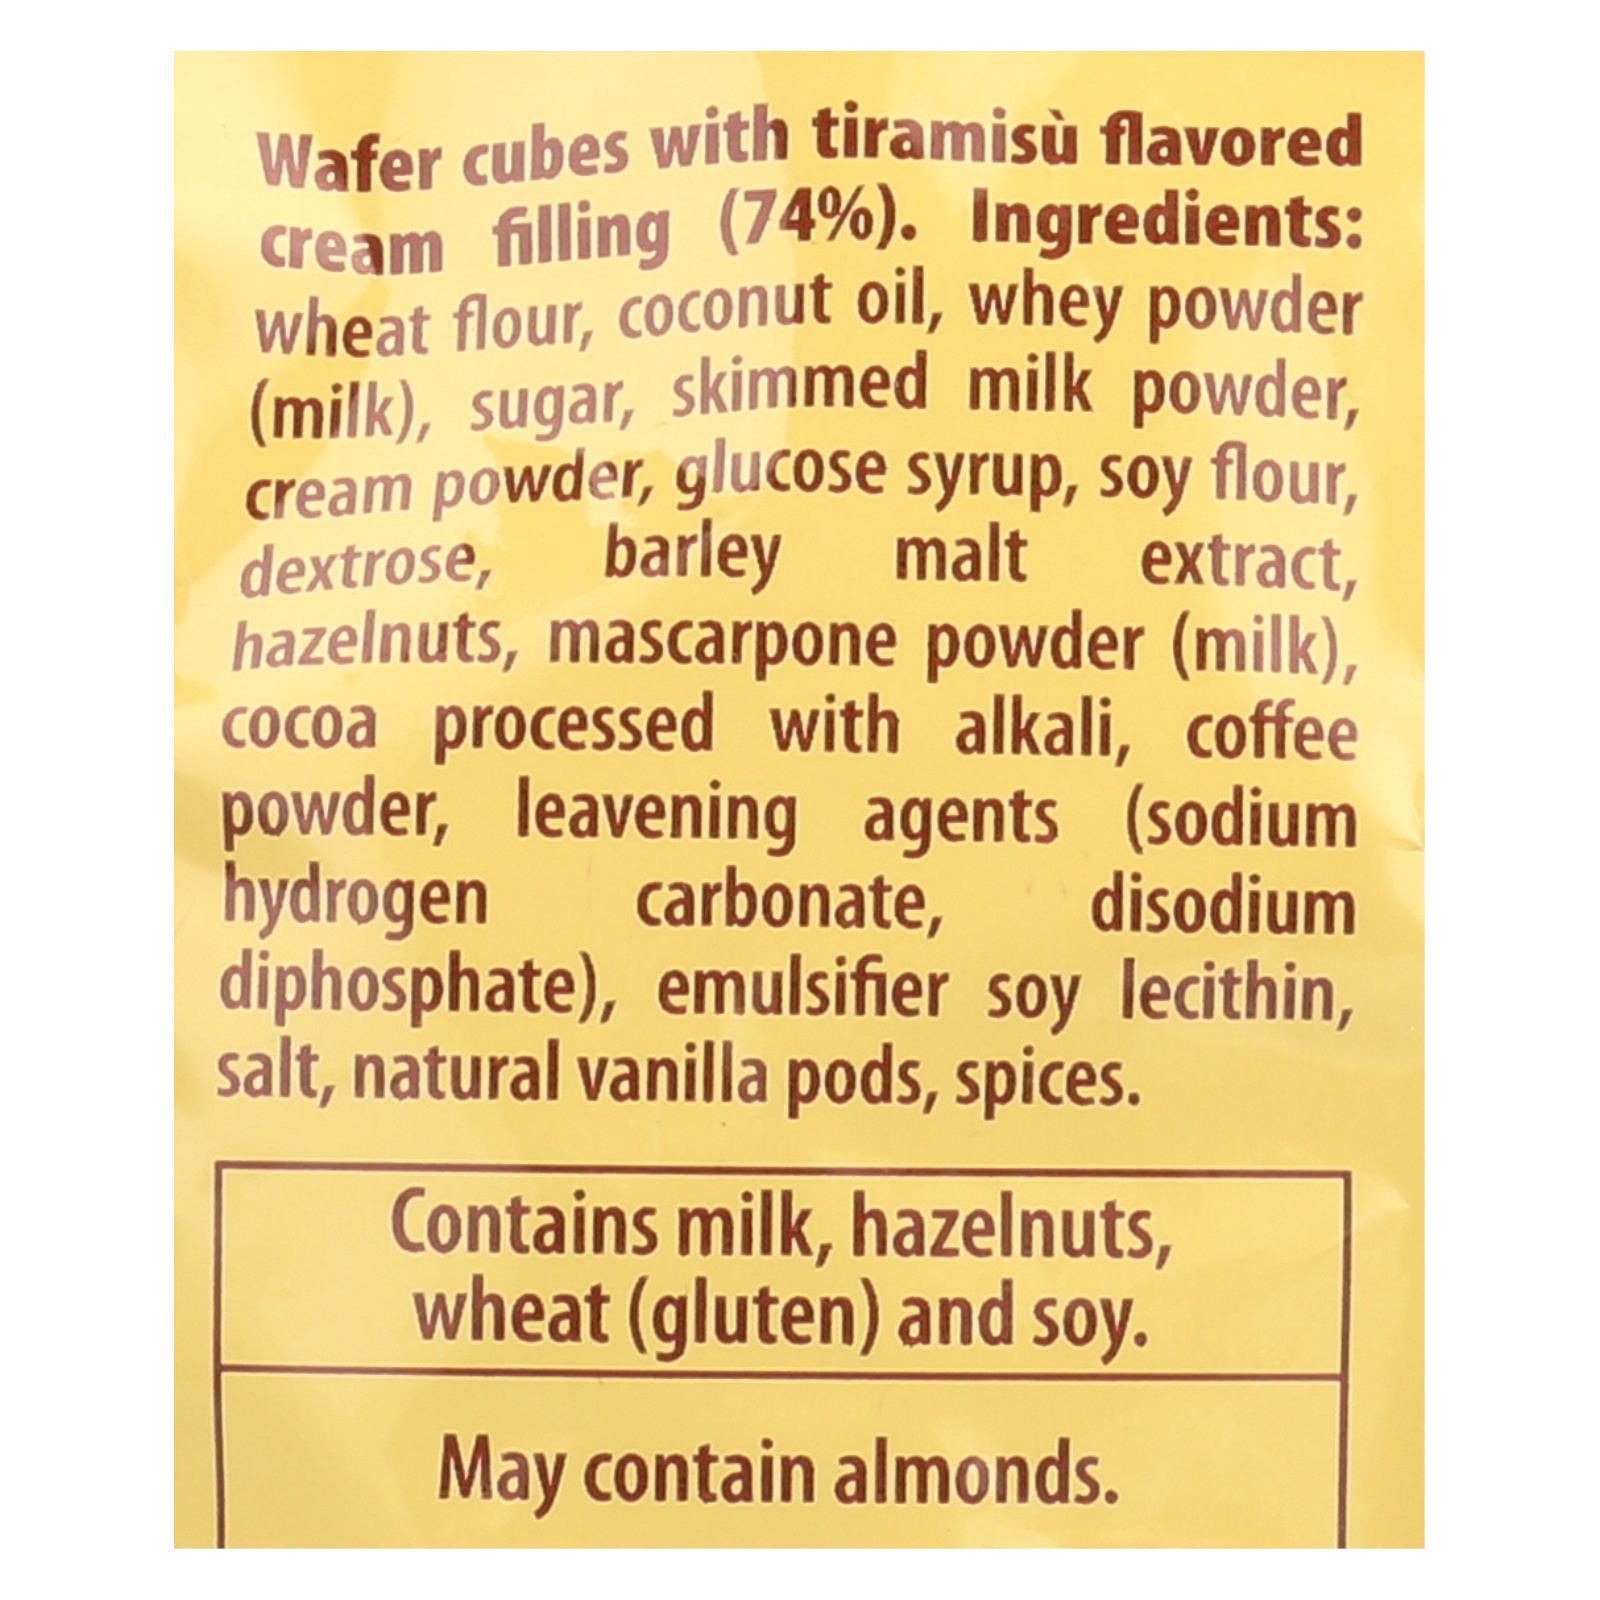 Wafer cubes with tiramisù flavored
cream filling (74%). Ingredients:
wheat flour, coconut oil, whey powder
(milk), sugar, skimmed milk powder,
cream powder, glucose syrup, soy flour,
dextrose, barley malt extract,
hazelnuts, mascarpone powder (milk),
cocoa processed with alkali, coffee
powder, leavening agents (sodium
hydrogen carbonate, disodium
diphosphate), emulsifier soy lecithin,
salt, natural vanilla pods, spices.
Contains milk, hazelnuts,
wheat (gluten) and soy.
May contain almonds.